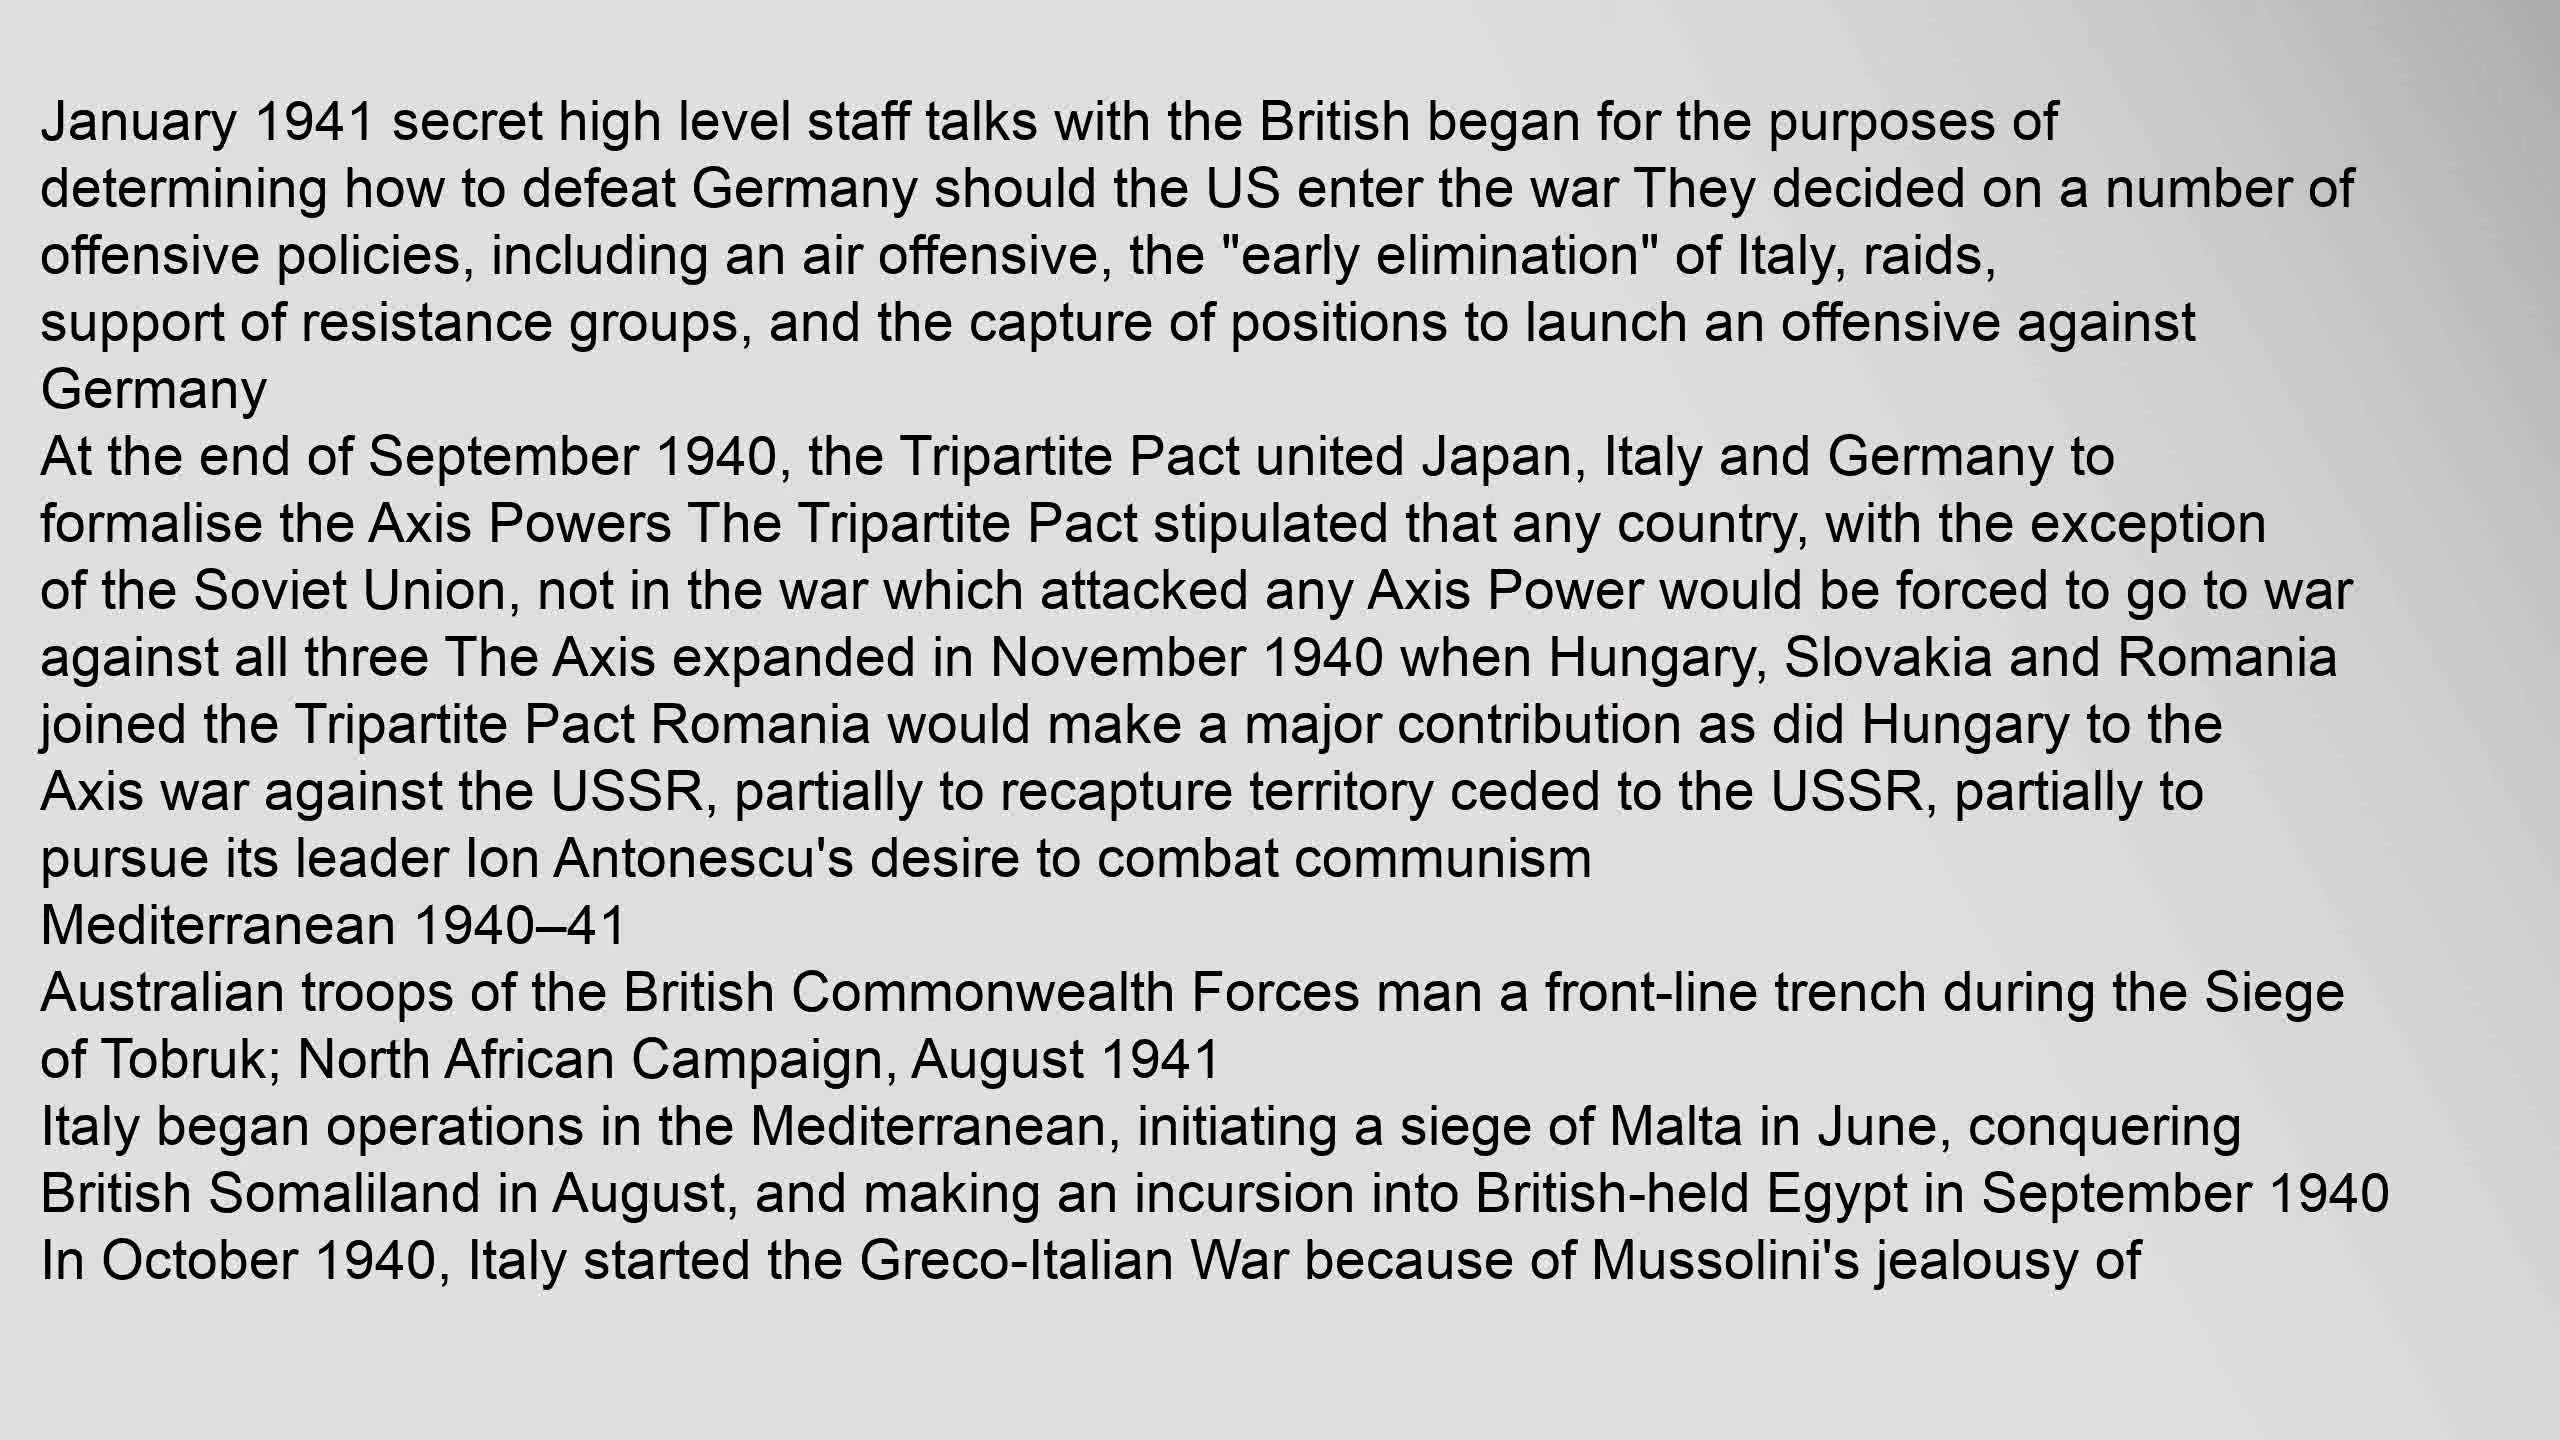 January 1941 secret high level staff talks with the British began for the purposes of
determining how to defeat Germany should the US enter the war They decided on a number of
offensive policies, including an air offensive, the "early elimination" of Italy, raids,
support of resistance groups, and the capture of positions to launch an offensive against
Germany
At the end of September 1940, the Tripartite Pact united Japan, Italy and Germany to
formalise the Axis Powers The Tripartite Pact stipulated that any country, with the exception
of the Soviet Union, not in the war which attacked any Axis Power would be forced to go to war
against all three The Axis expanded in November 1940 when Hungary, Slovakia and Romania
joined the Tripartite Pact Romania would make a major contribution as did Hungary to the
Axis war against the USSR, partially to recapture territory ceded to the USSR, partially to
pursue its leader Ion Antonescu's desire to combat communism
Mediterranean 1940–41
Australian troops of the British Commonwealth Forces man a front-line trench during the Siege
of Tobruk; North African Campaign, August 1941
Italy began operations in the Mediterranean, initiating a siege of Malta in June, conquering
British Somaliland in August, and making an incursion into British-held Egypt in September 1940
In October 1940, Italy started the Greco-Italian War because of Mussolini's jealousy of